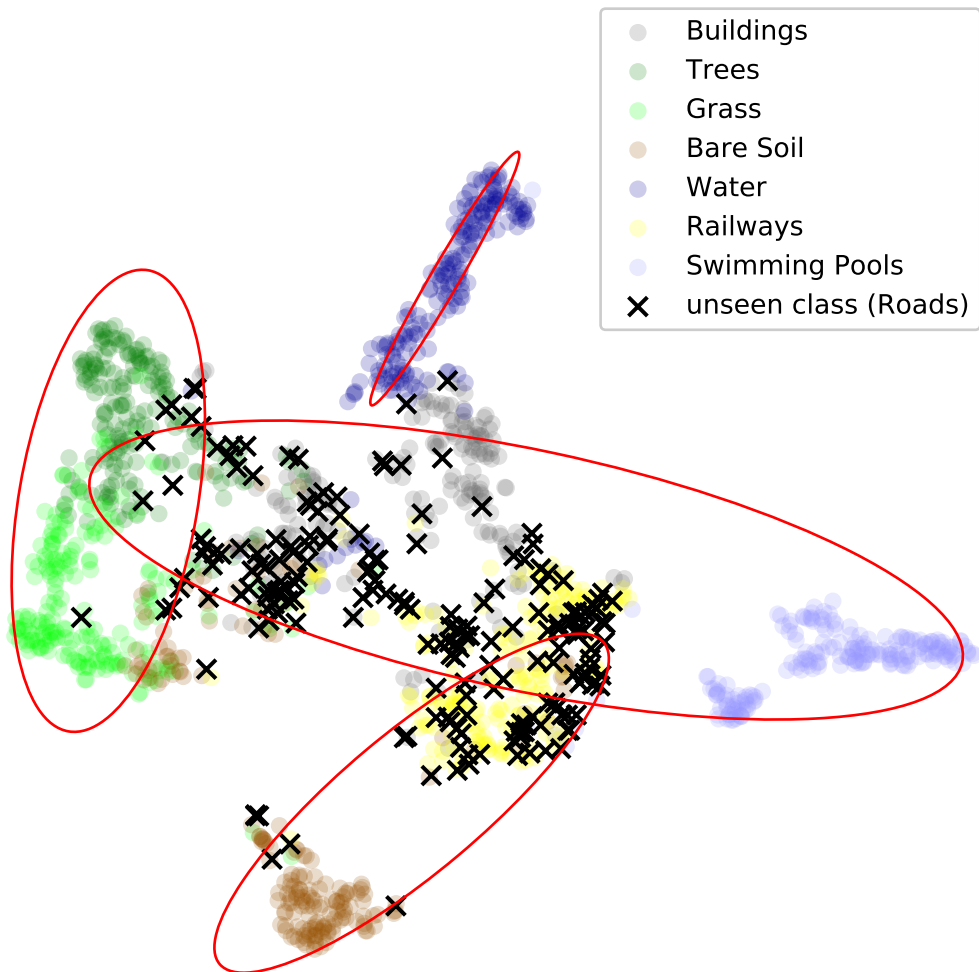 Buildings
Trees
Grass
Bare Soil
Water
Railways
Swimming Pools
unseen class (Roads)